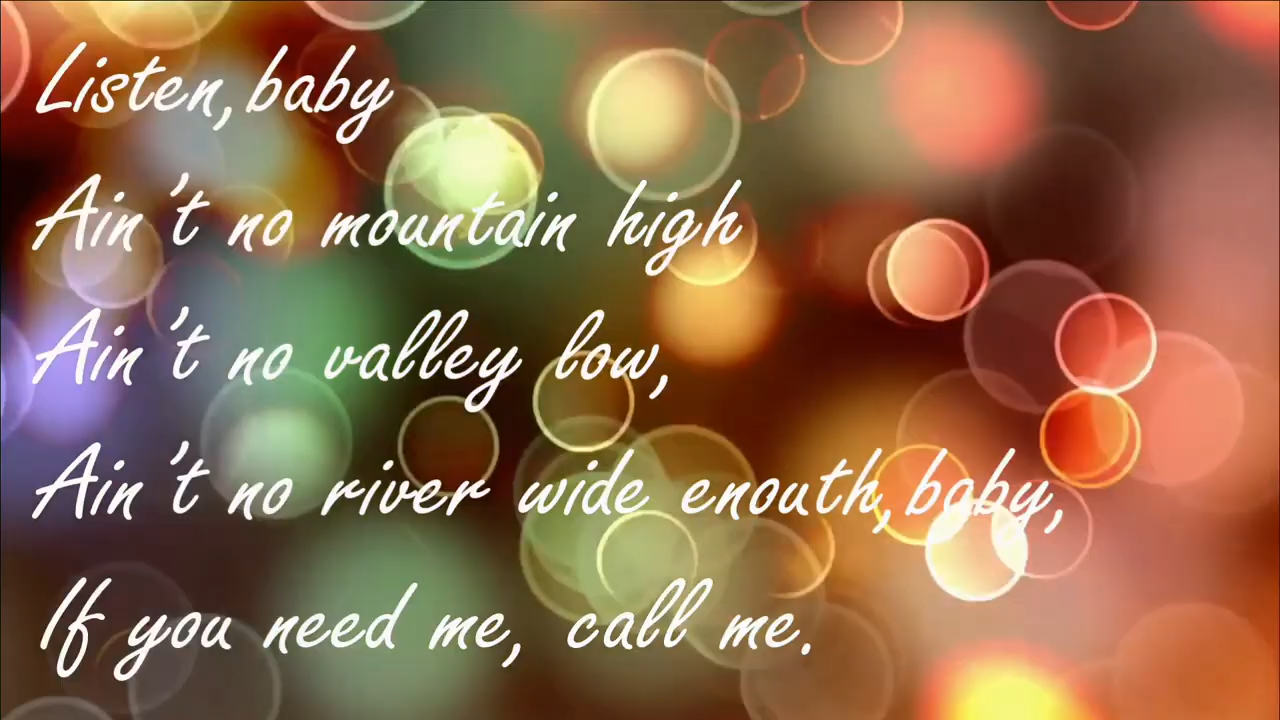 Listen,baby
Ain't no mountain high
Ain't no valley low,
Ain't no river wide enouth,baby,
If you need me, call me.